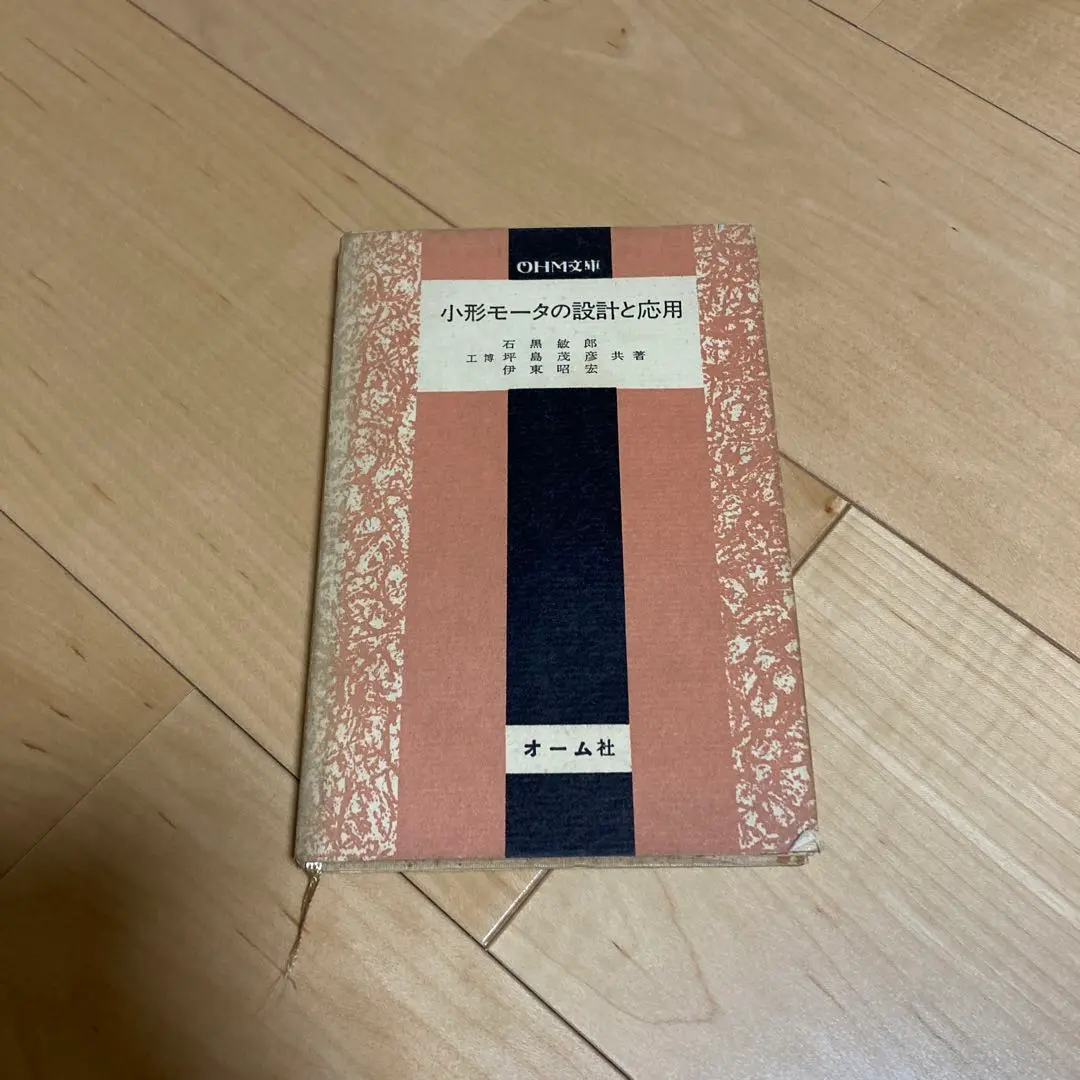 OHM文庫
小形モータの設計と応用
石黒敏郎
工博 坪島茂彦 共著
伊東昭宏
オーム社